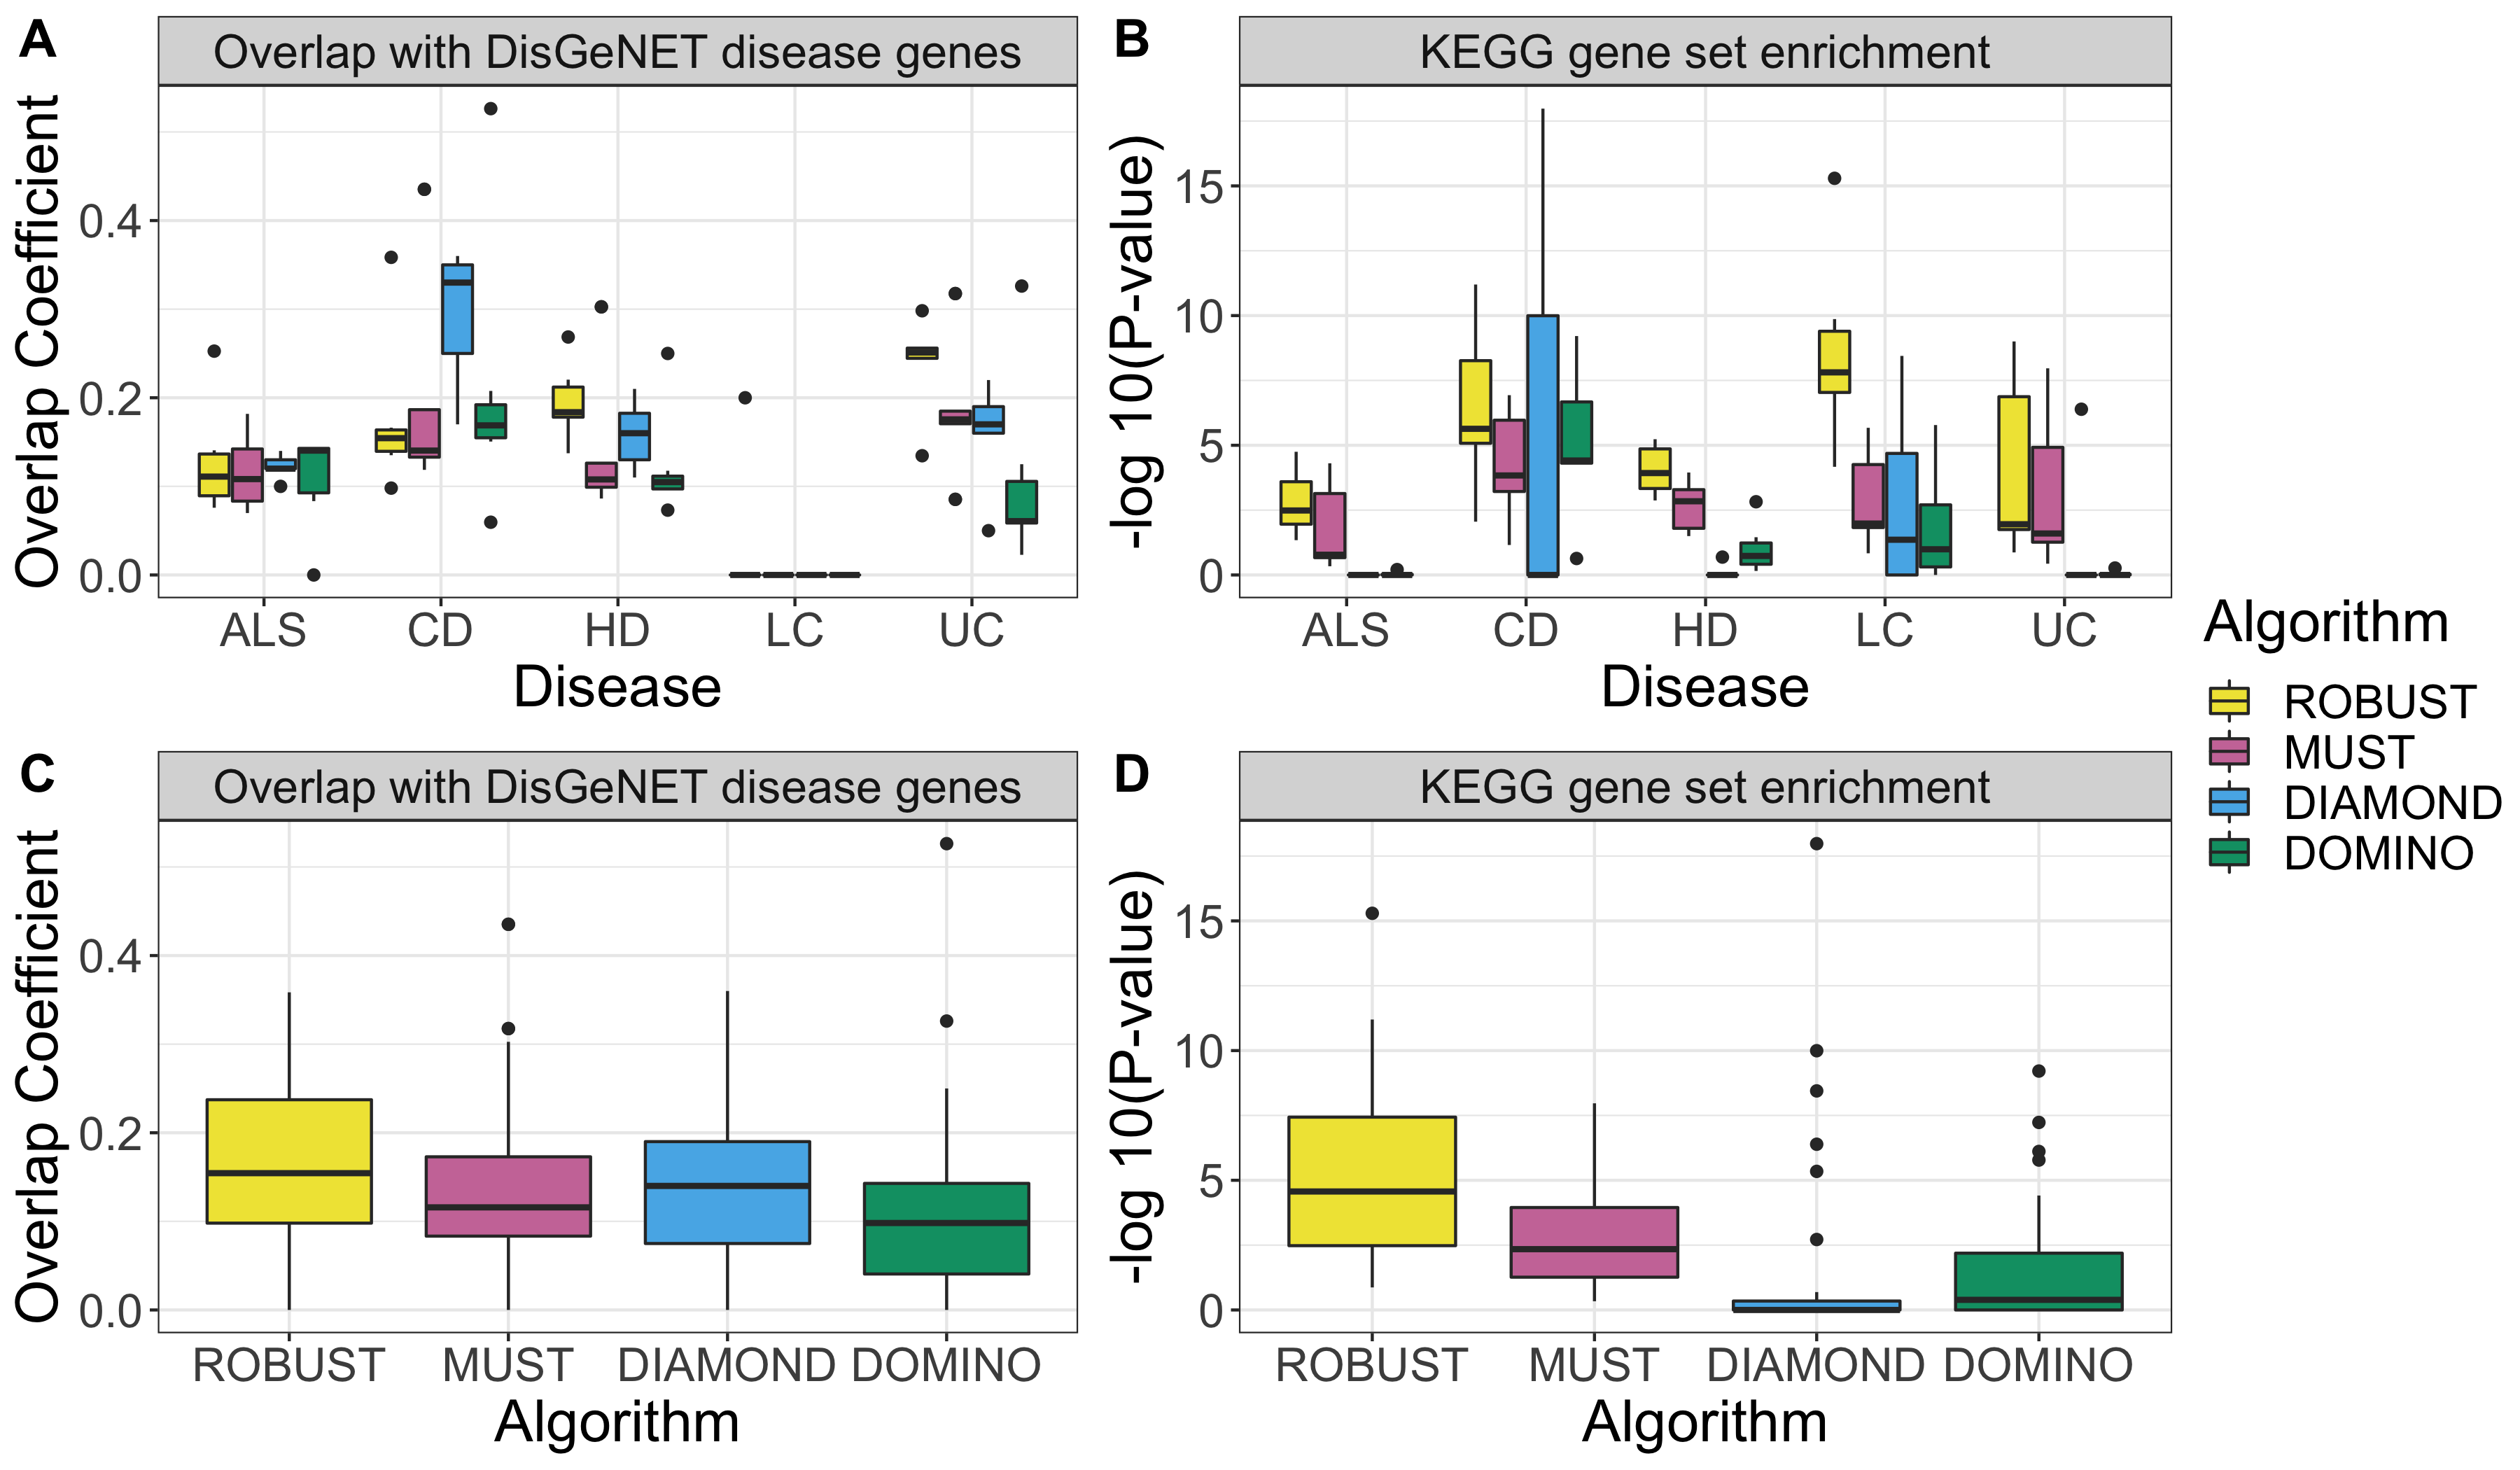 A
Overlap with DisGeNET disease genes
Overlap Coefficient
0.4
0.2
0.0
ALS CD HD LC UC
Disease
B
KEGG gene set enrichment
-log 10(P-value)
15
10
5
0
ALS CD HD LC UC
Disease
Algorithm
ROBUST
MUST
DIAMOND
DOMINO
C
Overlap with DisGeNET disease genes
Overlap Coefficient
0.4
0.2
0.0
ROBUST MUST DIAMOND DOMINO
Algorithm
D
KEGG gene set enrichment
-log 10(P-value)
15
10
5
0
ROBUST MUST DIAMOND DOMINO
Algorithm